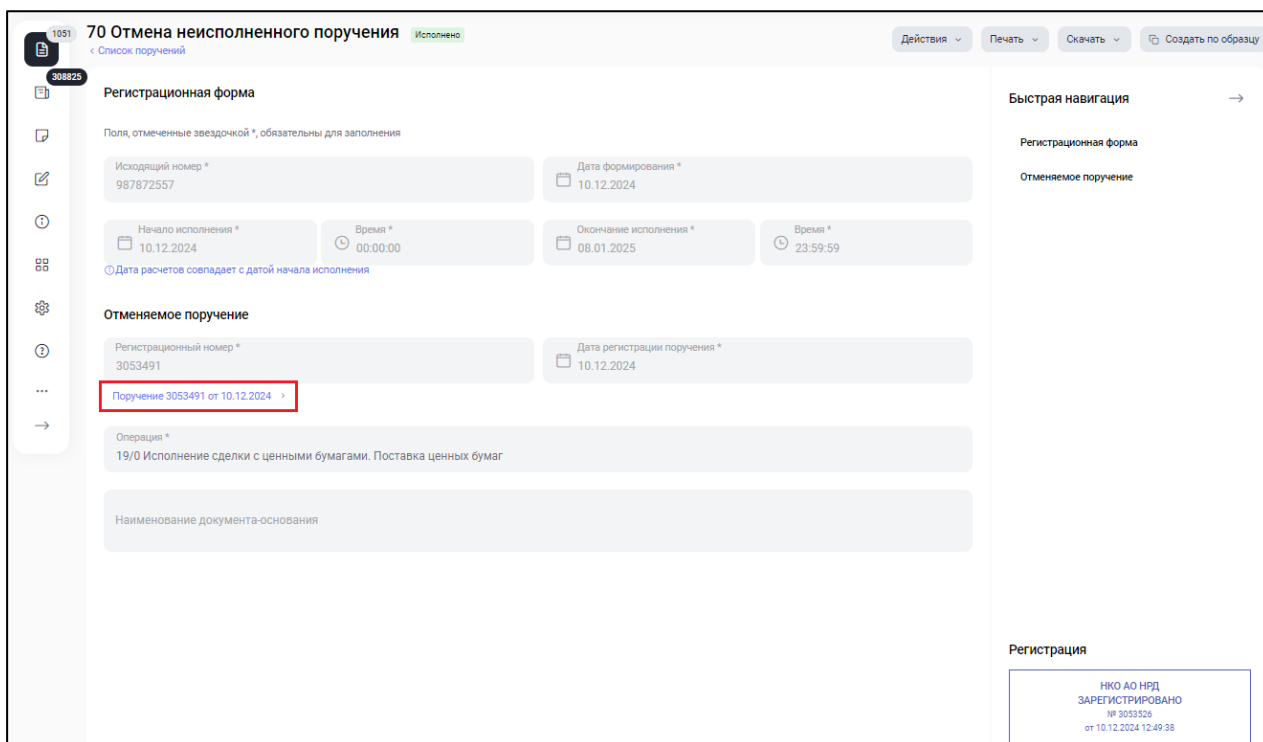 1051
308825
70 Отмена неисполненного поручения Исполнено
‹ Список поручений
Действия Печать Скачать Создать по образцу
Регистрационная форма
Поля, отмеченные звездочкой *, обязательны для заполнения
Исходящий номер *
987872557
Дата формирования *
10.12.2024
Начало исполнения *
10.12.2024
Время *
00:00:00
Окончание исполнения *
08.01.2025
Время *
23:59:59
Дата расчетов совпадает с датой начала исполнения
Отменяемое поручение
Регистрационный номер *
3053491
Дата регистрации поручения *
10.12.2024
Поручение 3053491 от 10.12.2024 ›
Операция *
19/0 Исполнение сделки с ценными бумагами. Поставка ценных бумаг
Наименование документа-основания
Быстрая навигация →
Регистрационная форма
Отменяемое поручение
Регистрация
НКО АО НРД
ЗАРЕГИСТРИРОВАНО
№ 3053526
от 10.12.2024 12:49:38